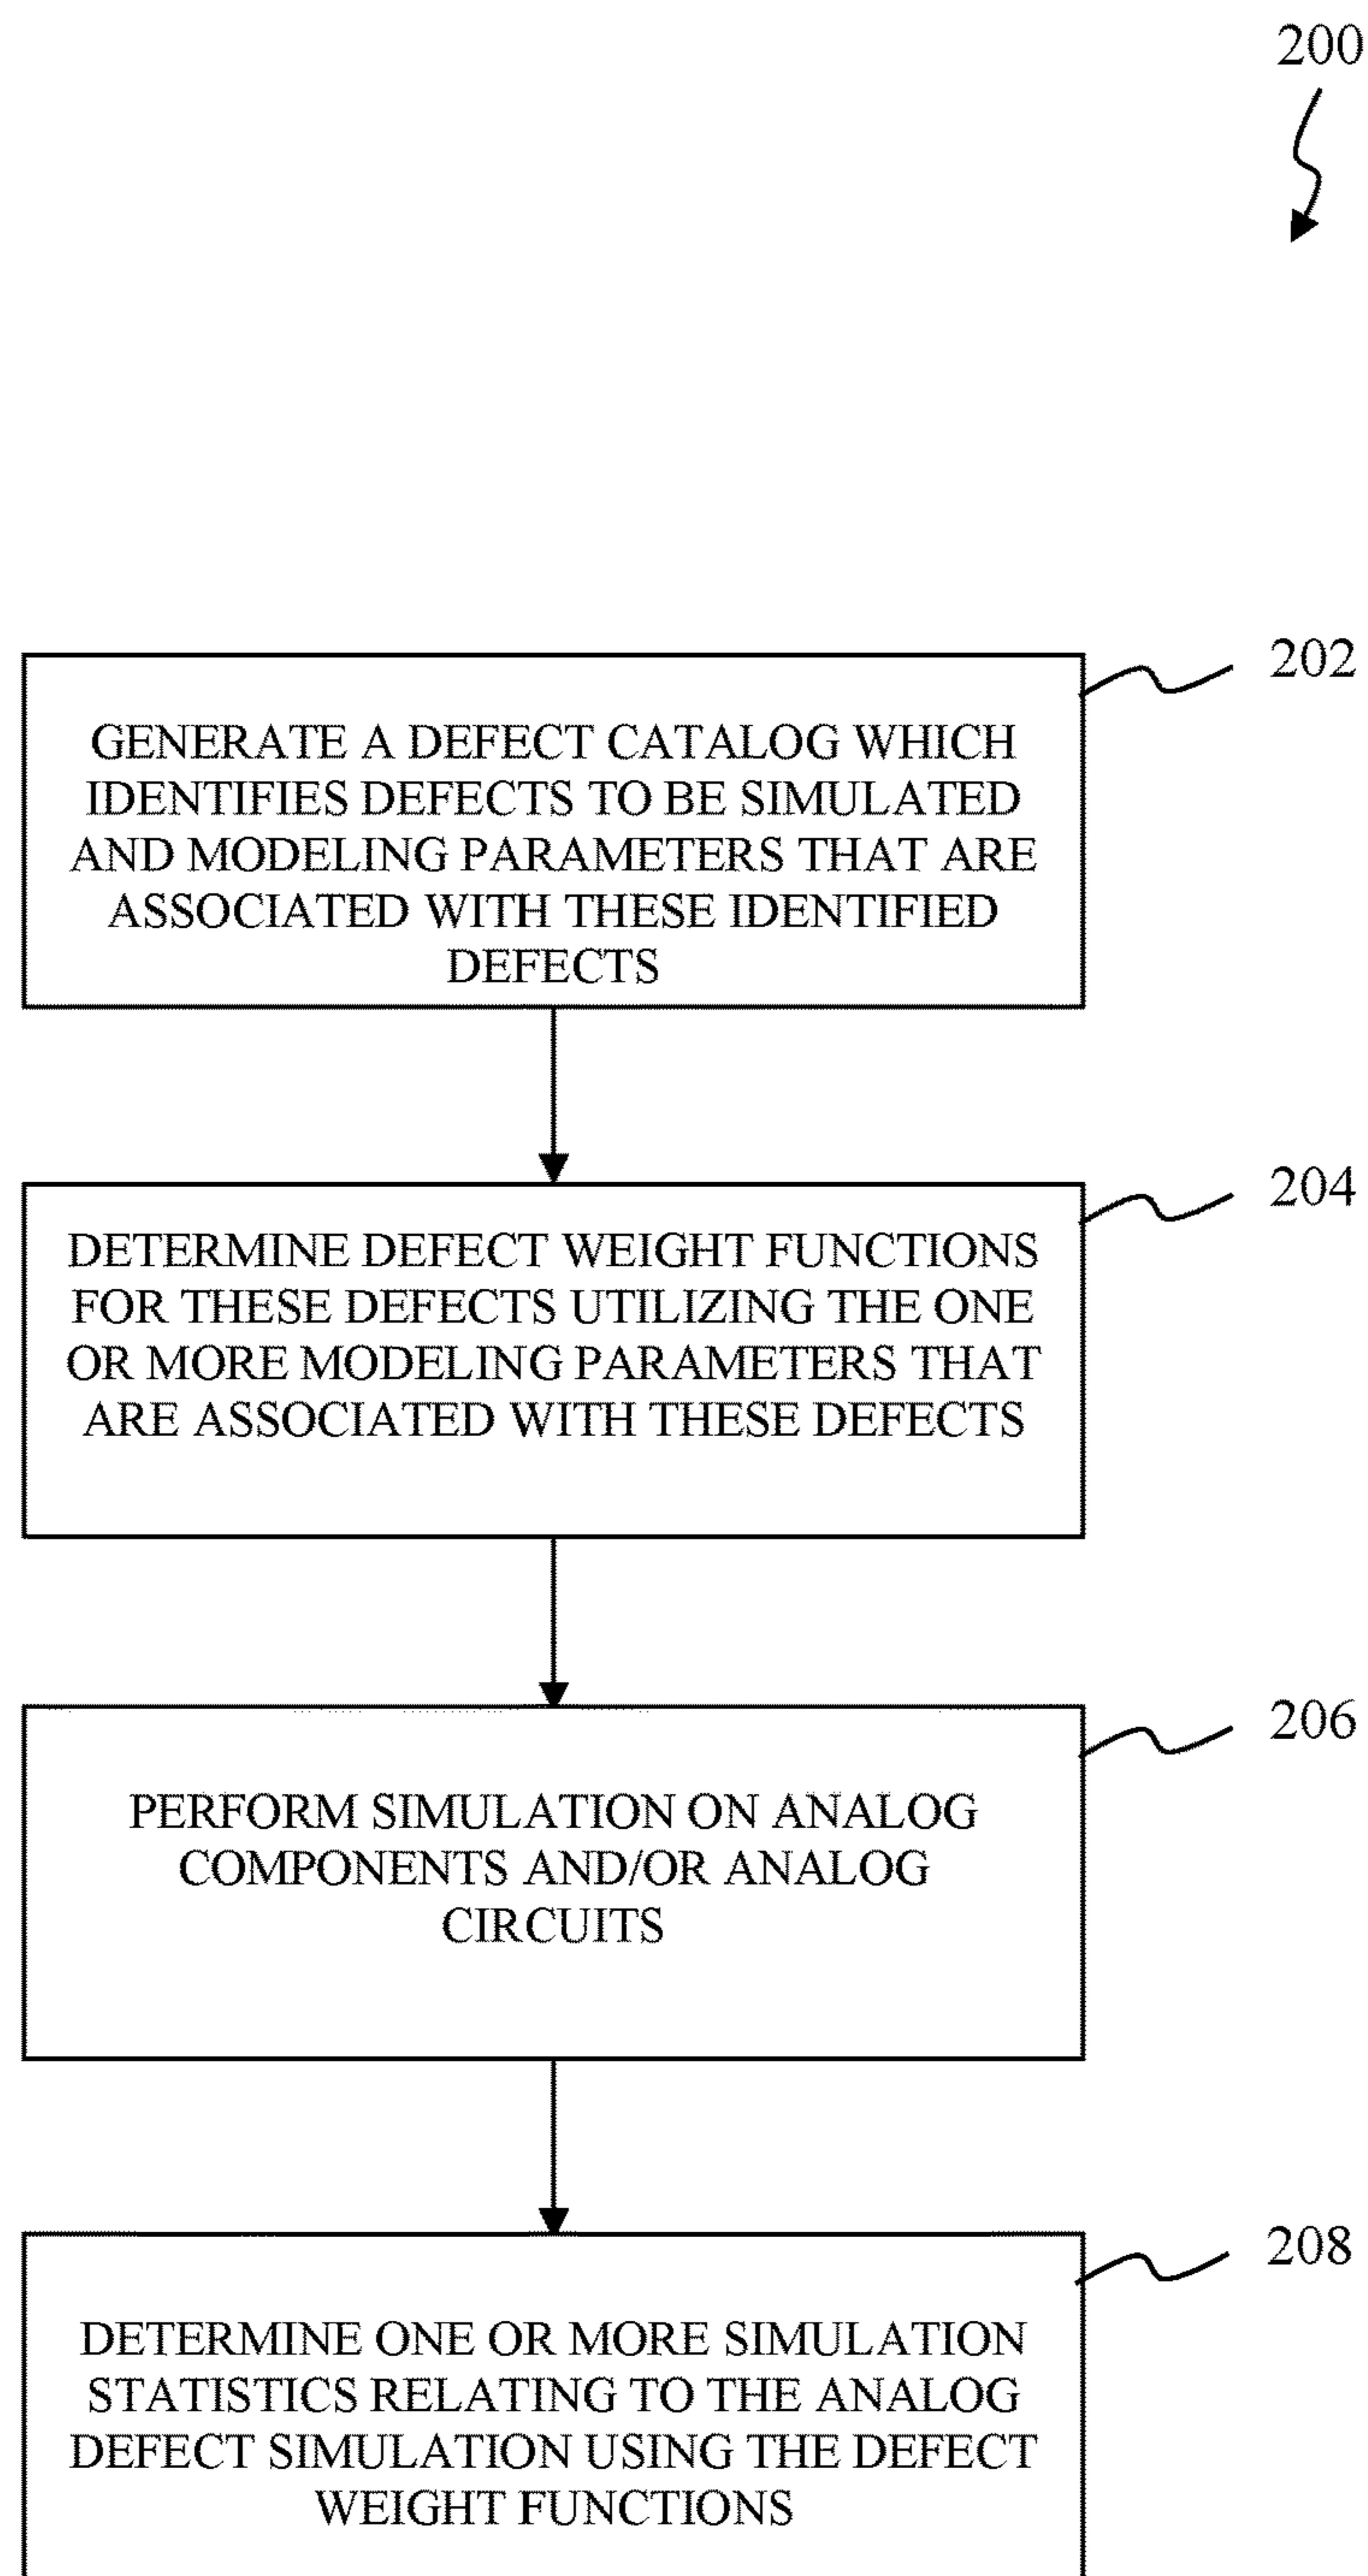 200
202
GENERATE A DEFECT CATALOG WHICH
IDENTIFIES DEFECTS TO BE SIMULATED
AND MODELING PARAMETERS THAT ARE
ASSOCIATED WITH THESE IDENTIFIED
DEFECTS
204
DETERMINE DEFECT WEIGHT FUNCTIONS
FOR THESE DEFECTS UTILIZING THE ONE
OR MORE MODELING PARAMETERS THAT
ARE ASSOCIATED WITH THESE DEFECTS
206
PERFORM SIMULATION ON ANALOG
COMPONENTS AND/OR ANALOG
CIRCUITS
208
DETERMINE ONE OR MORE SIMULATION
STATISTICS RELATING TO THE ANALOG
DEFECT SIMULATION USING THE DEFECT
WEIGHT FUNCTIONS